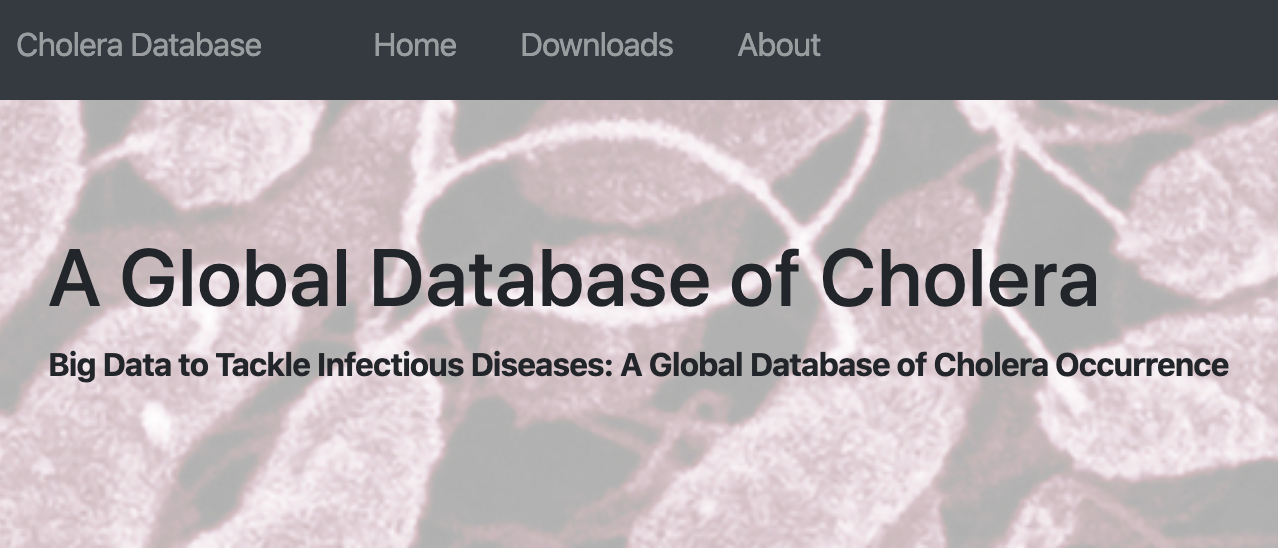 Cholera Database Home Downloads About
A Global Database of Cholera
Big Data to Tackle Infectious Diseases: A Global Database of Cholera Occurrence